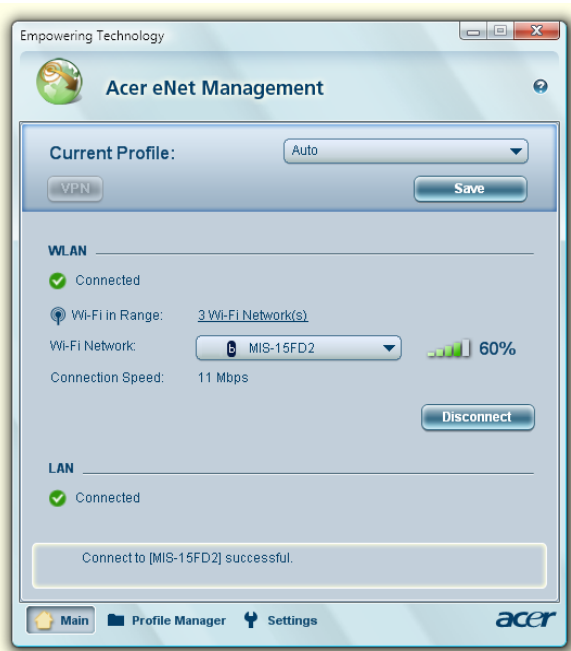 Empowering Technology
Acer eNet Management
Current Profile: Auto
VPN Save
WLAN
Connected
Wi-Fi in Range: 3 Wi-Fi Network(s)
Wi-Fi Network: b MIS-15FD2 60%
Connection Speed: 11 Mbps
Disconnect
LAN
Connected
Connect to [MIS-15FD2] successful.
Main Profile Manager Settings acer